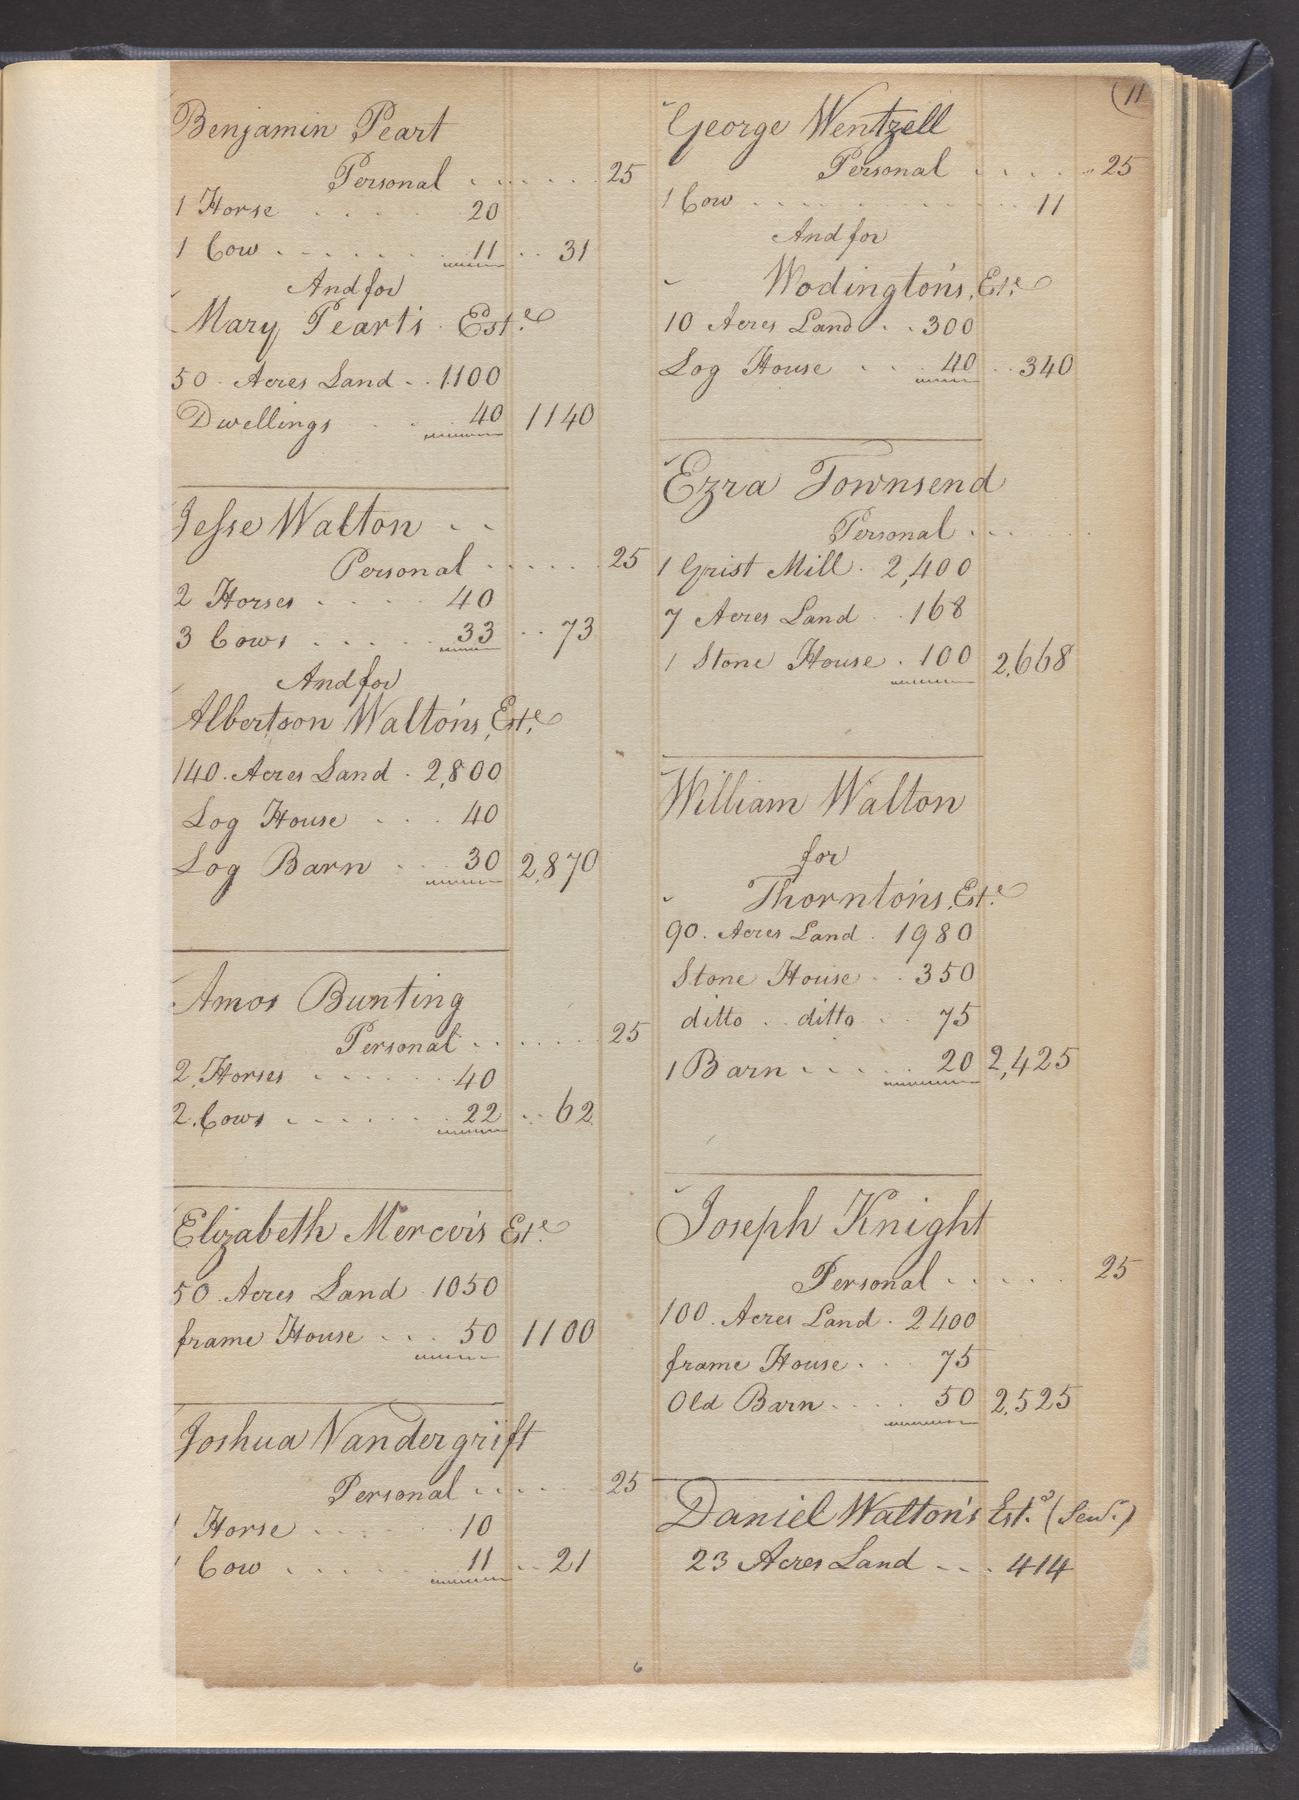 (11
Benjamin Peart
Personal . . . . . . 25
1 Horse . . . . 20
1 Cow . . . . . . . 11 . . 31
And for
Mary Peart's Est.e
50 Acres Land . . 1100
Dwellings . . 40 1140
Jesse Walton . .
Personal . . . . . . 25
2 Horses . . . . 40
3 Cows . . . . . 33 . . 73
And for
Albertson Walton's, Est.e
140 Acres Land . 2,800
Log House . . . 40
Log Barn . . . 30 2,870
Amos Bunting
Personal . . . . . . . 25
2 Horses . . . . . . 40
2 Cows . . . . . . 22 . . 62
Elizabeth Mercer's Est.e
50 Acres Land . 1050
frame House . . . 50 1100
Joshua Vandergrift
Personal . . . . . 25
1 Horse . . . . . 10
1 Cow . . . . . . 11 . . 21
George Wentzell
Personal . . . . . 25
1 Cow . . . . . . . . . . 11
And for
Wodington's, Est.e
10 Acres Land . . 300
Log House . . . 40 . . 340
Ezra Townsend
Personal . . . .
1 Grist Mill . 2,400
7 Acres Land . . 168
1 Stone House . 100 2,668
William Walton
for
Thornton's, Est.e
90 . Acres Land . 1980
Stone House . . 350
ditto . . ditto . . 75
1 Barn . . . . . 20 2,425
Joseph Knight
Personal . . . . . 25
100 . Acres Land . 2400
frame House . . . 75
Old Barn . . . . 50 2,525
Daniel Walton's Est.e
23 Acres Land . . . 414
6